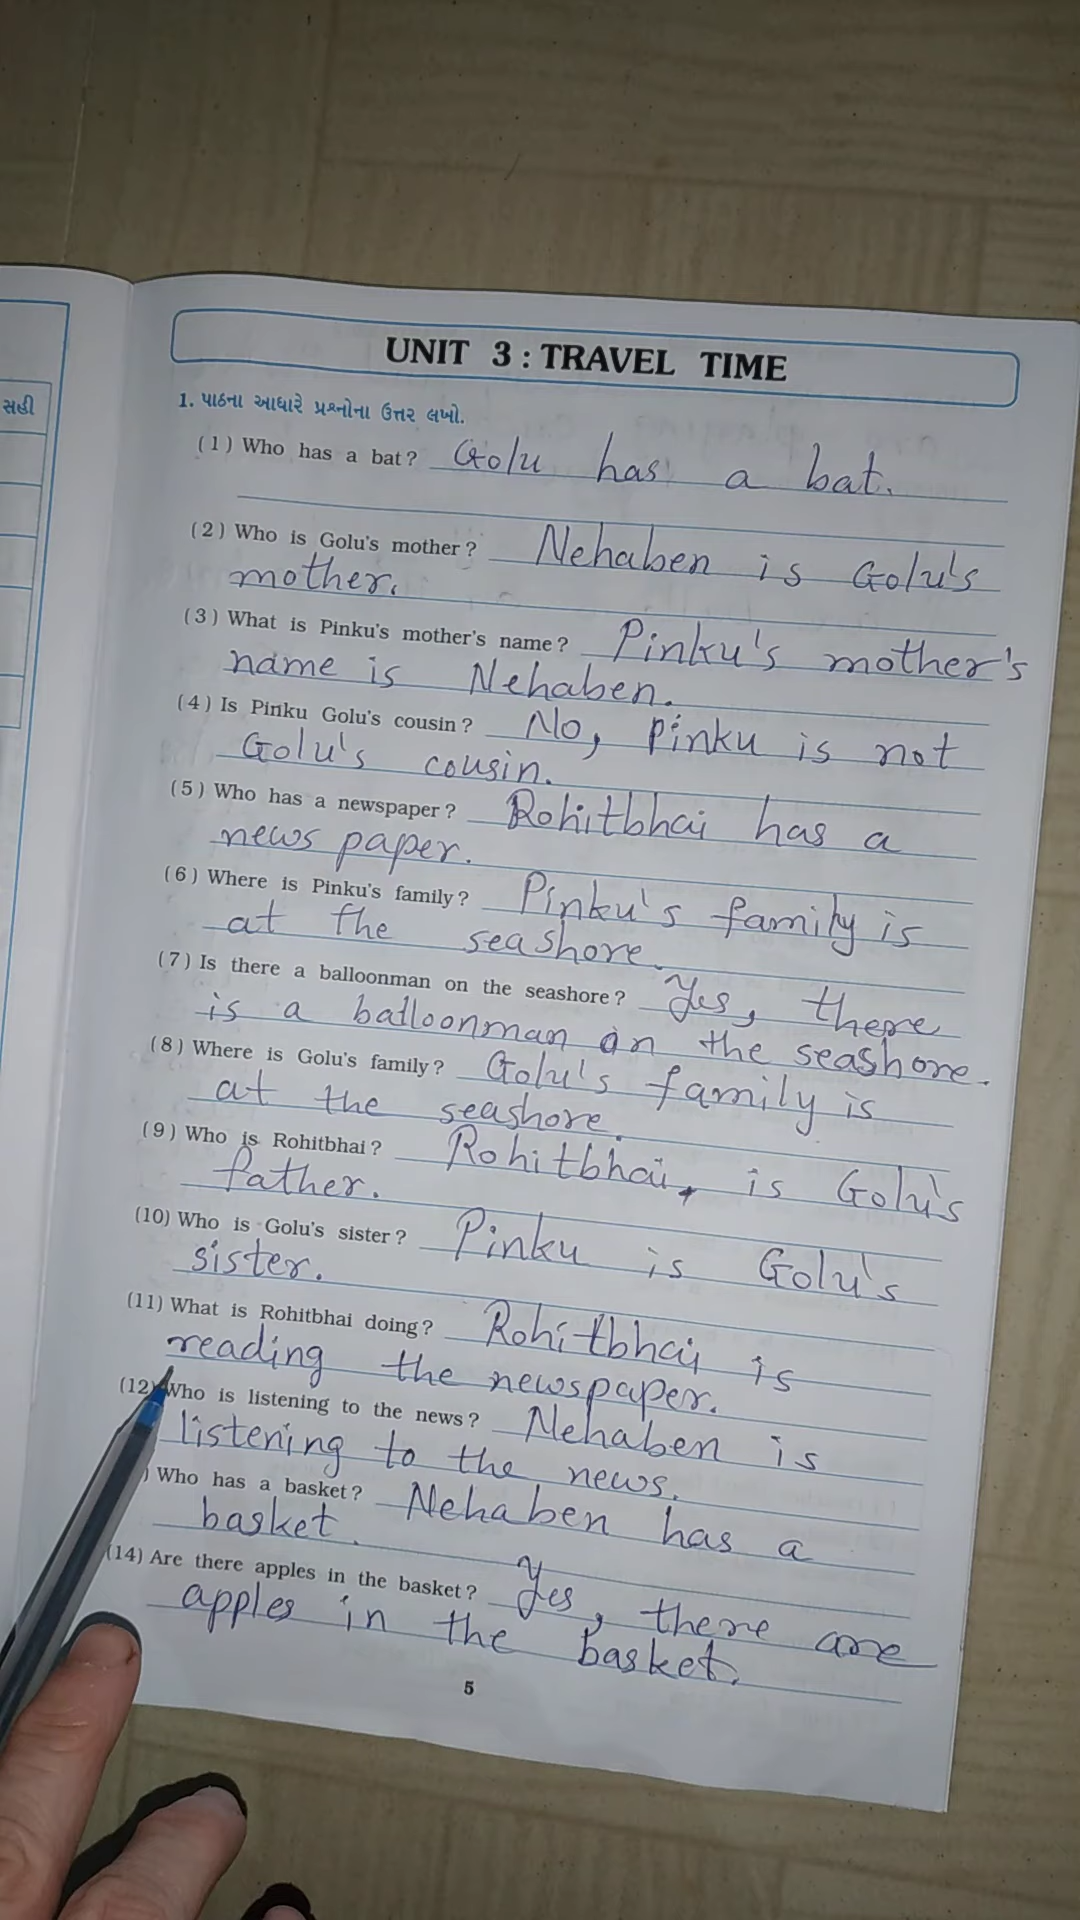 સહી
UNIT 3 : TRAVEL TIME
1. પાઠના આધારે પ્રશ્નોના ઉત્તર લખો.
(1) Who has a bat? Golu has a bat.
(2) Who is Golu's mother? Nehaben is Golu's
mother.
(3) What is Pinku's mother's name? Pinku's mother's
name is Nehaben.
(4) Is Pinku Golu's cousin? No, Pinku is not
Golu's cousin.
(5) Who has a newspaper? Rohitbhai has a
news paper.
(6) Where is Pinku's family? Pinku's family is
at the seashore.
(7) Is there a balloonman on the seashore? Yes, there
is a balloonman on the seashore.
(8) Where is Golu's family? Golu's family is
at the seashore.
(9) Who is Rohitbhai? Rohitbhai, is Golu's
father.
(10) Who is Golu's sister? Pinku is Golu's
sister.
(11) What is Rohitbhai doing? Rohitbhai is
reading the newspaper.
(12) Who is listening to the news? Nehaben is
listening to the news.
) Who has a basket? Nehaben has a
basket.
(14) Are there apples in the basket? Yes, there are
apples in the basket.
5